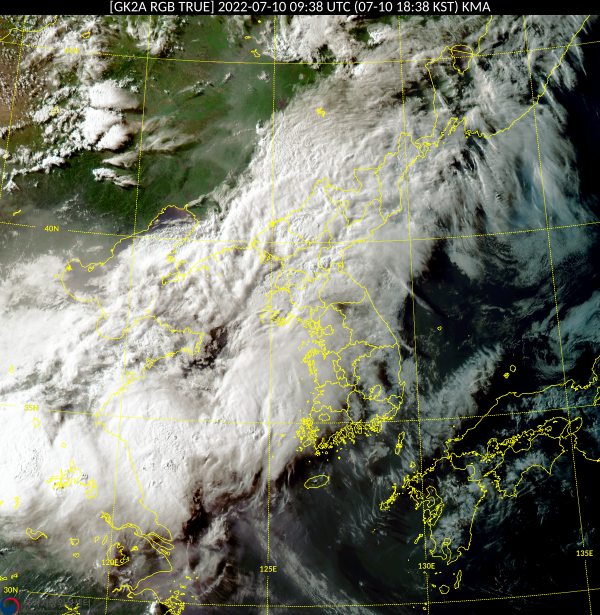 [GK2A RGB TRUE] 2022-07-10 09:38 UTC (07-10 18:38 KST) KMA
40N
35N
120E
125E
130E
135E
30N